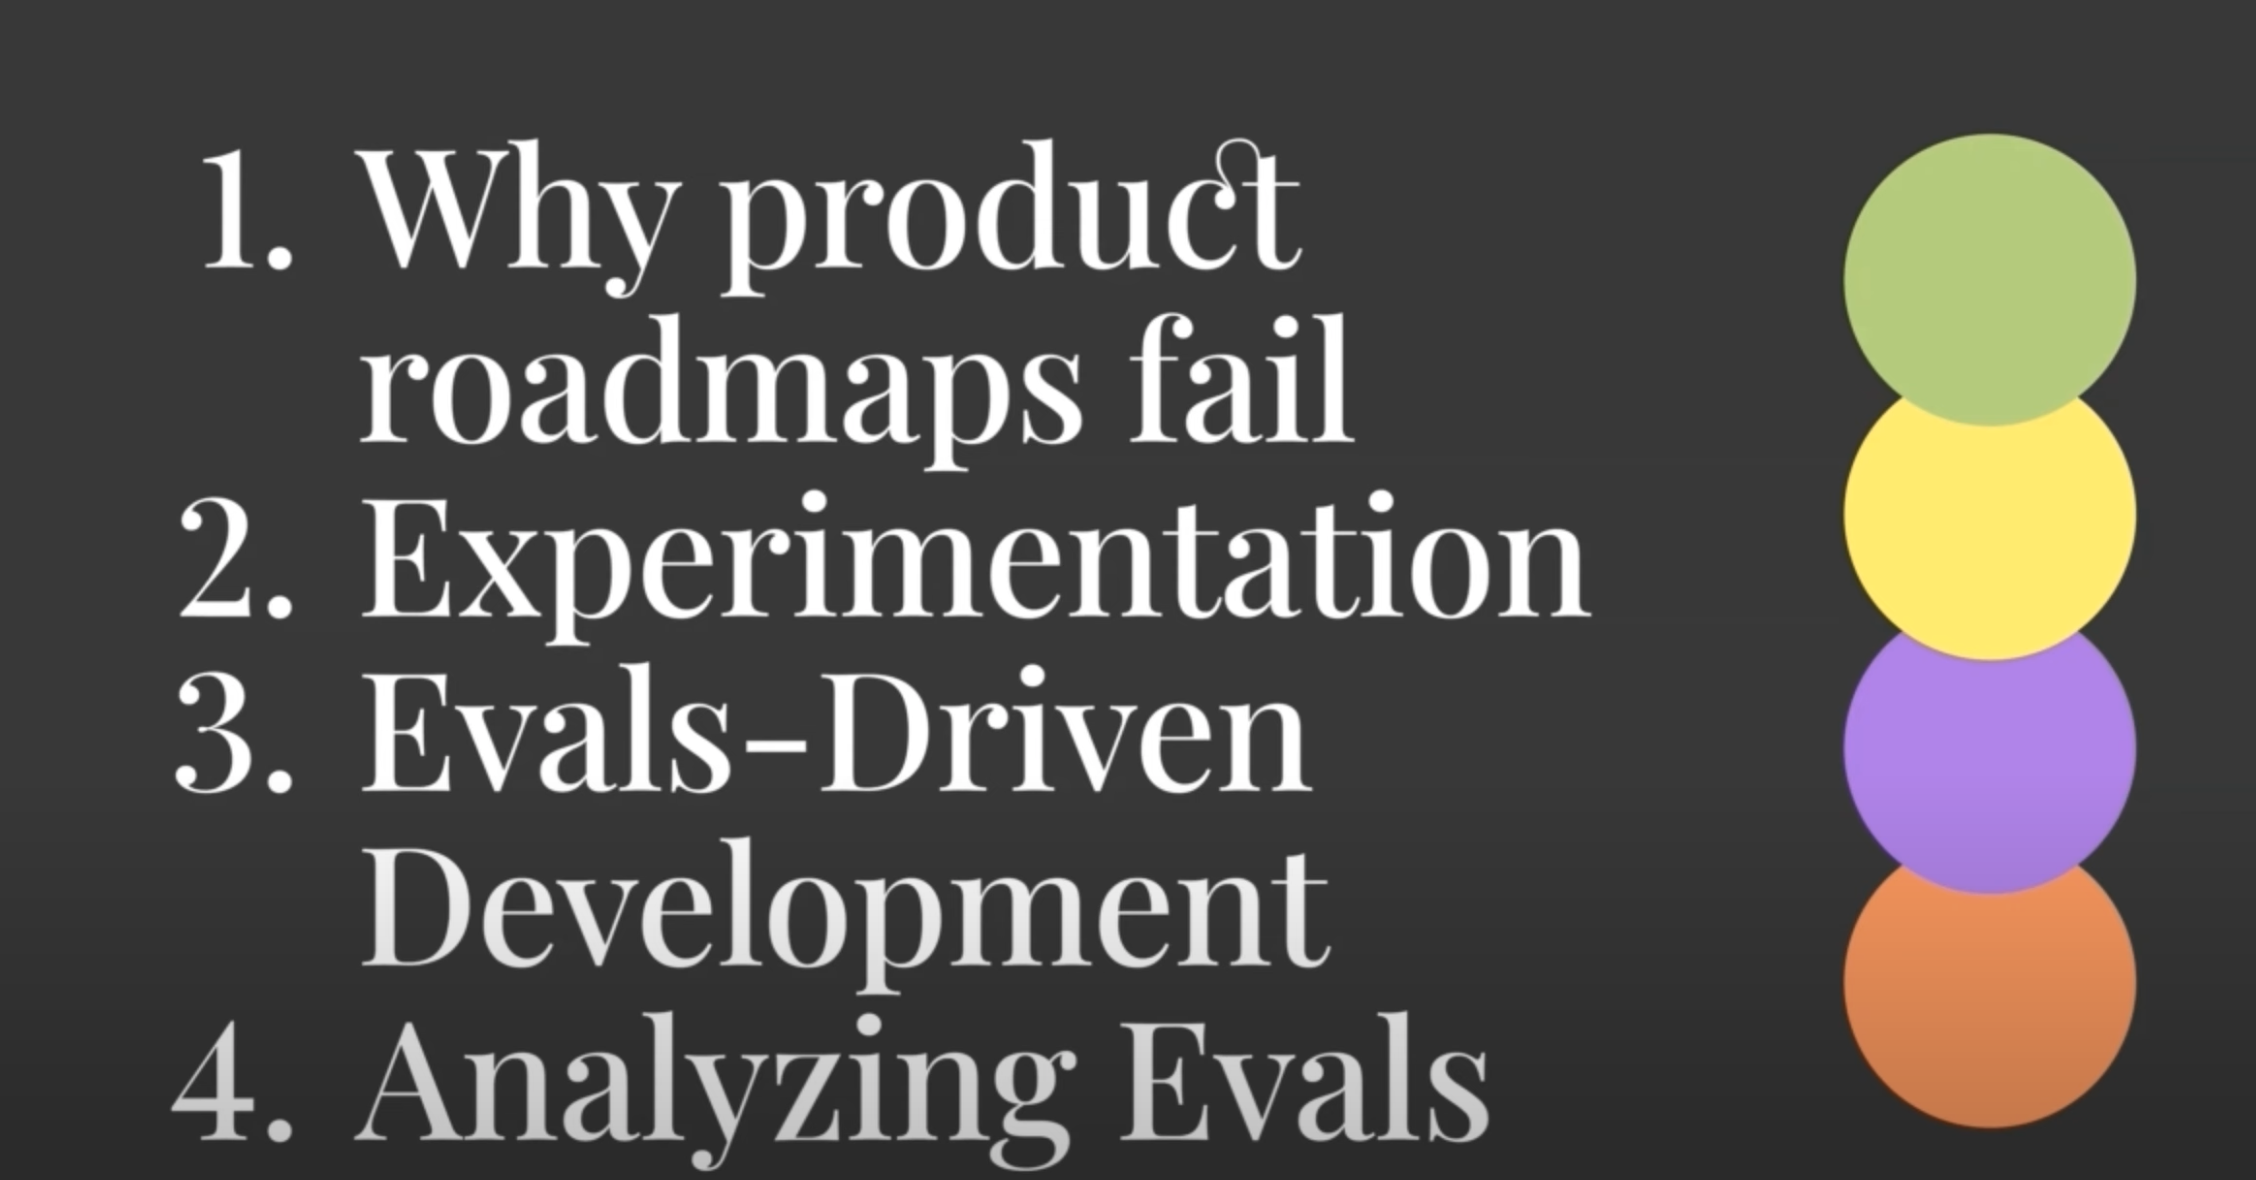 1. Why product
roadmaps fail
2. Experimentation
3. Evals-Driven
Development
4. Analyzing Evals